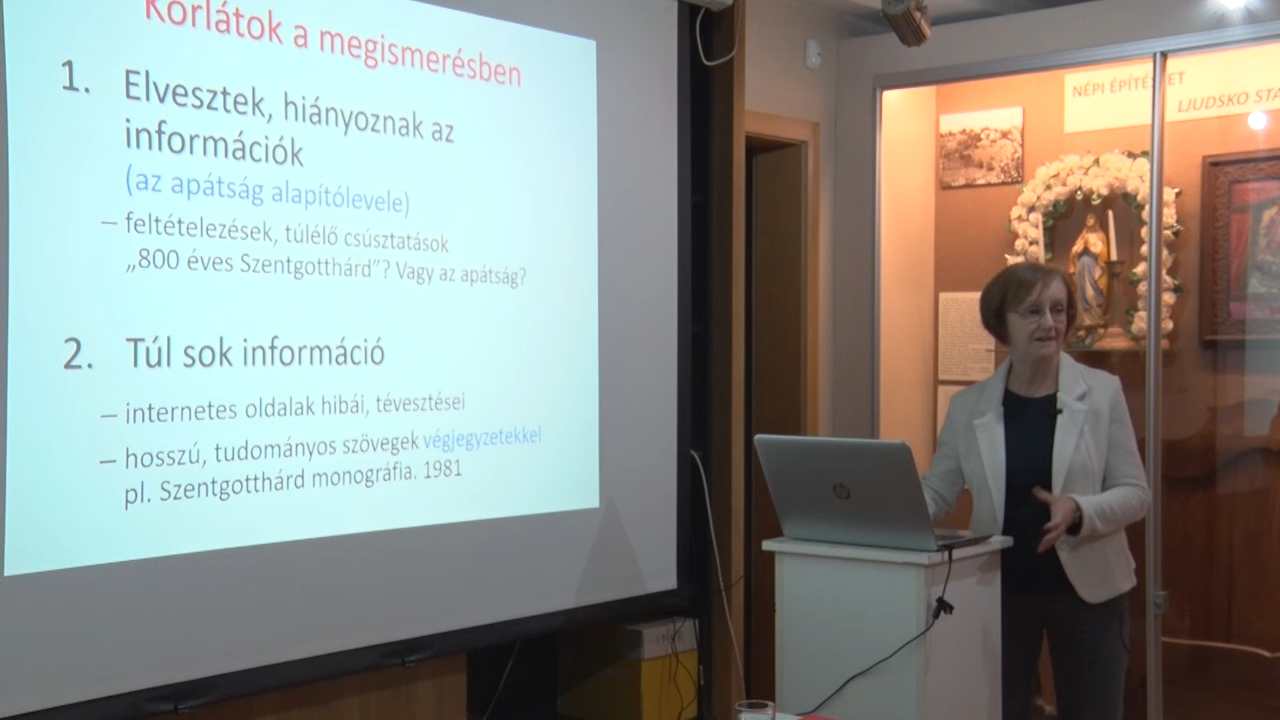 Korlátok a megismerésben
1. Elvesztek, hiányoznak az
információk
(az apátság alapítólevele)
– feltételezések, túlélő csúsztatások
„800 éves Szentgotthárd”? Vagy az apátság?
2. Túl sok információ
– internetes oldalak hibái, tévesztései
– hosszú, tudományos szövegek végjegyzetekkel
pl. Szentgotthárd monográfia. 1981
NÉPI ÉPÍTÉSZET
LJUDSKO STA
hp